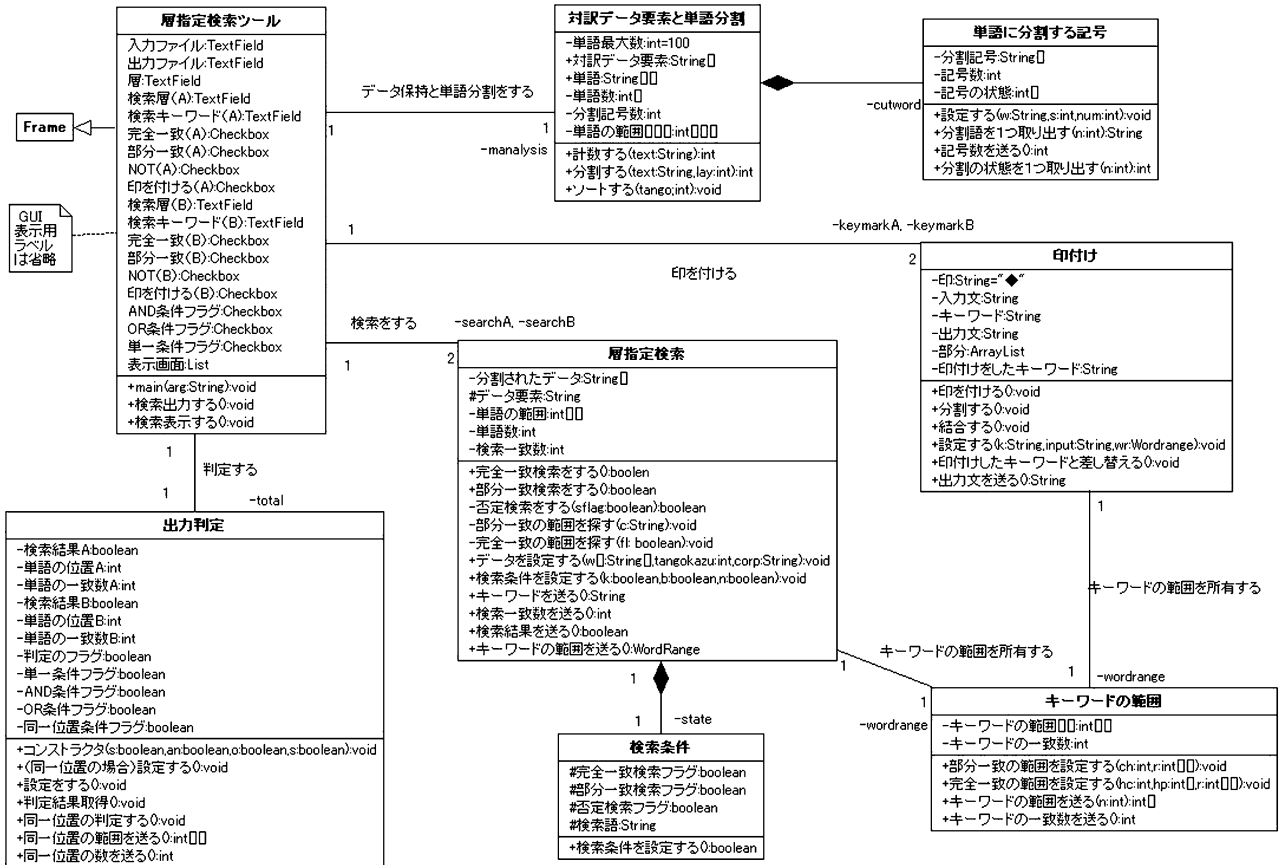 層指定検索ツール
入力ファイル:TextField
出力ファイル:TextField
層:TextField
検索層(A):TextField
検索キーワード(A):TextField
完全一致(A):Checkbox
部分一致(A):Checkbox
NOT(A):Checkbox
印を付ける(A):Checkbox
検索層(B):TextField
検索キーワード(B):TextField
完全一致(B):Checkbox
部分一致(B):Checkbox
NOT(B):Checkbox
印を付ける(B):Checkbox
AND条件フラグ:Checkbox
OR条件フラグ:Checkbox
単一条件フラグ:Checkbox
表示画面:List
+main(arg:String):void
+検索出力する():void
+検索表示する():void
Frame
GUI
表示用
ラベル
は省略
データ保持と単語分割をする
1
1
-manalysis
対訳データ要素と単語分割
-単語最大数:int=100
+対訳データ要素:String[]
+単語:String[][]
-単語数:int[]
-分割記号数:int
-単語の範囲[][][]:int[][][]
+計数する(text:String):int
+分割する(text:String,lay:int):int
+ソートする(tango;int):void
-cutword
単語に分割する記号
-分割記号:String[]
-記号数:int
-記号の状態:int[]
+設定する(w:String,s:int,num:int):void
+分割語を1つ取り出す(n:int):String
+記号数を送る():int
+分割の状態を1つ取り出す(n:int):int
1
-keymarkA, -keymarkB
2
印を付ける
印付け
-印:String="◆"
-入力文:String
-キーワード:String
-出力文:String
-部分:ArrayList
-印付けをしたキーワード:String
+印を付ける():void
+分割する():void
+結合する():void
+設定する(k:String,input:String,wr:Wordrange):void
+印付けしたキーワードと差し替える():void
+出力文を送る():String
検索をする
-searchA, -searchB
1
2
層指定検索
-分割されたデータ:String[]
#データ要素:String
-単語の範囲:int[][]
-単語数:int
-検索一致数:int
+完全一致検索をする():boolen
+部分一致検索をする():boolean
-否定検索をする(sflag:boolean):boolean
-部分一致の範囲を探す(c:String):void
-完全一致の範囲を探す(fl: boolean):void
+データを設定する(w[]:String[],tangokazu:int,corp:String):void
+検索条件を設定する(k:boolean,b:boolean,n:boolean):void
+キーワードを送る():String
+検索一致数を送る():int
+検索結果を送る():boolean
+キーワードの範囲を送る():WordRange
1
判定する
1
-total
出力判定
-検索結果A:boolean
-単語の位置A:int
-単語の一致数A:int
-検索結果B:boolean
-単語の位置B:int
-単語の一致数B:int
-判定のフラグ:boolean
-単一条件フラグ:boolean
-AND条件フラグ:boolean
-OR条件フラグ:boolean
-同一位置条件フラグ:boolean
+コンストラクタ(s:boolean,an:boolean,o:boolean,s:boolean):void
+(同一位置の場合)設定する():void
+設定をする():void
+判定結果取得():void
+同一位置の判定する():void
+同一位置の範囲を送る():int[][]
+同一位置の数を送る():int
1
1
-state
検索条件
#完全一致検索フラグ:boolean
#部分一致検索フラグ:boolean
#否定検索フラグ:boolean
#検索語:String
+検索条件を設定する():boolean
1
キーワードの範囲を所有する
1
-wordrange
1
キーワードの範囲を所有する
1
-wordrange
キーワードの範囲
-キーワードの範囲[][]:int[][]
-キーワードの一致数:int
+部分一致の範囲を設定する(ch:int,r:int[][]):void
+完全一致の範囲を設定する(hc:int,hp:int[],r:int[][]):void
+キーワードの範囲を送る(n:int):int[]
+キーワードの一致数を送る():int